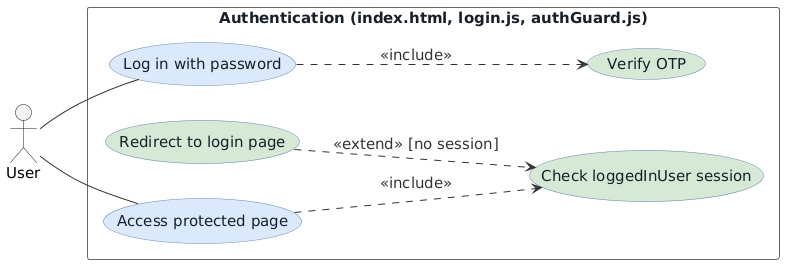 Authentication (index.html, login.js, authGuard.js)
Log in with password
«include»
Verify OTP
Redirect to login page
«extend» [no session]
Check loggedInUser session
User
«include»
Access protected page